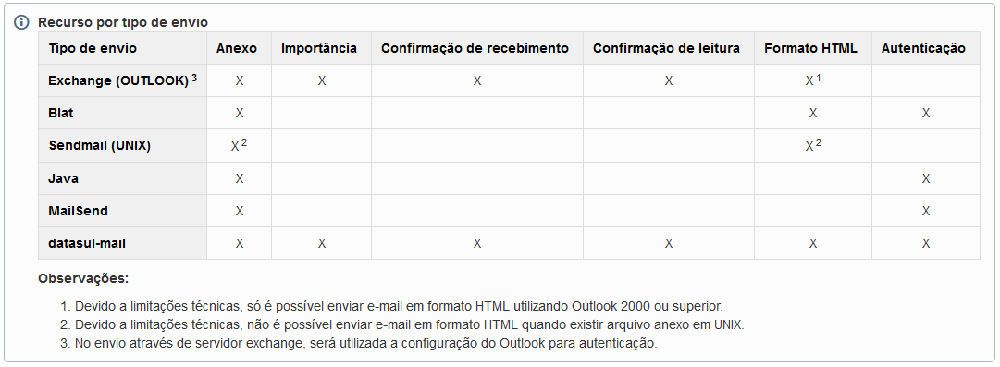 Recurso por tipo de envio
Tipo de envio Anexo Importância Confirmação de recebimento Confirmação de leitura Formato HTML Autenticação
Exchange (OUTLOOK) 3 X X X X X 1
Blat X X X
Sendmail (UNIX) X 2 X 2
Java X X
MailSend X X
datasul-mail X X X X X X
Observações:
1. Devido a limitações técnicas, só é possível enviar e-mail em formato HTML utilizando Outlook 2000 ou superior.
2. Devido a limitações técnicas, não é possível enviar e-mail em formato HTML quando existir arquivo anexo em UNIX.
3. No envio através de servidor exchange, será utilizada a configuração do Outlook para autenticação.